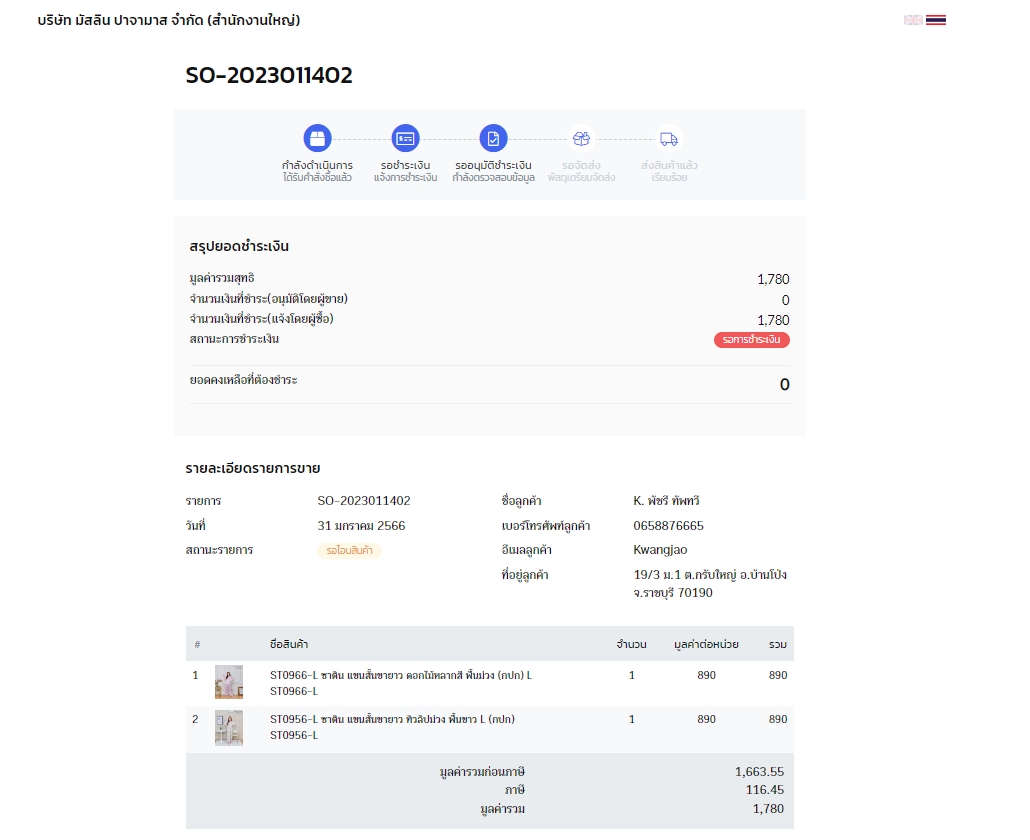 บริษัท มัสลิน ปาจามาส จำกัด (สำนักงานใหญ่)
SO-2023011402
กำลังดำเนินการ
ได้รับคำสั่งซื้อแล้ว
รอชำระเงิน
แจ้งการชำระเงิน
รออนุมัติชำระเงิน
กำลังตรวจสอบข้อมูล
รอจัดส่ง
พัสดุเตรียมจัดส่ง
ส่งสินค้าแล้ว
เรียบร้อย
สรุปยอดชำระเงิน
มูลค่ารวมสุทธิ 1,780
จำนวนเงินที่ชำระ(อนุมัติโดยผู้ขาย) 0
จำนวนเงินที่ชำระ(แจ้งโดยผู้ซื้อ) 1,780
สถานะการชำระเงิน รอการชำระเงิน
ยอดคงเหลือที่ต้องชำระ 0
รายละเอียดรายการขาย
รายการ SO-2023011402 ชื่อลูกค้า K. พัชรี ทัพทวี
วันที่ 31 มกราคม 2566 เบอร์โทรศัพท์ลูกค้า 0658876665
สถานะรายการ รอโอนสินค้า อีเมลลูกค้า Kwangjao
ที่อยู่ลูกค้า 19/3 ม.1 ต.กรับใหญ่ อ.บ้านโป่ง
จ.ราชบุรี 70190
# ชื่อสินค้า จำนวน มูลค่าต่อหน่วย รวม
1 ST0966-L ซาติน แขนสั้นขายาว ดอกไม้หลากสี พื้นม่วง (กปก) L 1 890 890
ST0966-L
2 ST0956-L ซาติน แขนสั้นขายาว ทิวลิปม่วง พื้นขาว L (กปก) 1 890 890
ST0956-L
มูลค่ารวมก่อนภาษี 1,663.55
ภาษี 116.45
มูลค่ารวม 1,780